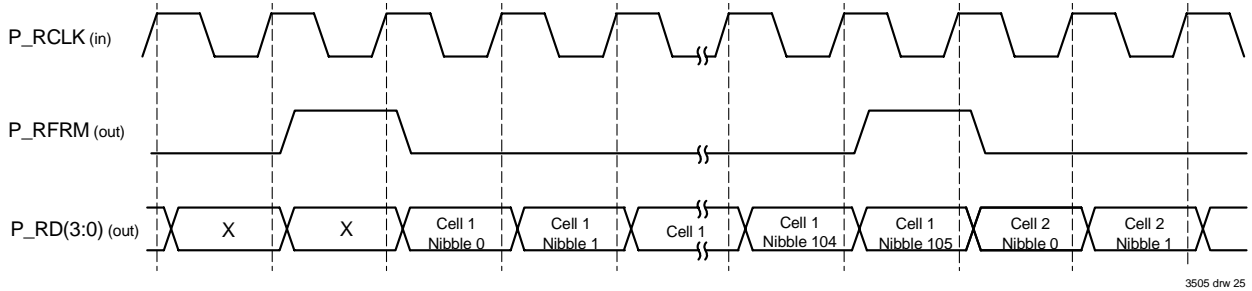 P_RCLK (in)
P_RFRM (out)
P_RD(3:0) (out)
X
X
Cell 1
Nibble 0
Cell 1
Nibble 1
Cell 1
Cell 1
Nibble 104
Cell 1
Nibble 105
Cell 2
Nibble 0
Cell 2
Nibble 1
3505 drw 25